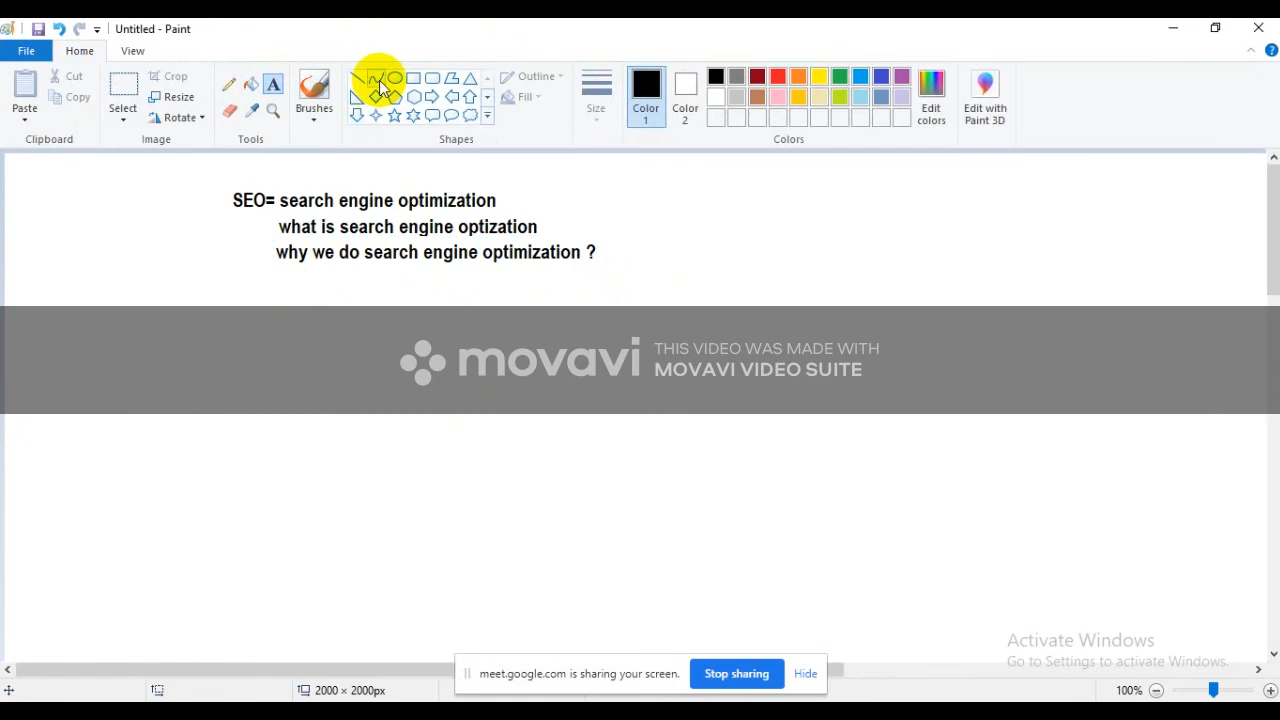 Untitled - Paint
File Home View
Paste
Cut
Copy
Clipboard
Select
Crop
Resize
Rotate
Image
A
Tools
Brushes
Shapes
Outline
Fill
Size
Color
1
Color
2
Colors
Edit
colors
Edit with
Paint 3D
SEO= search engine optimization
what is search engine optization
why we do search engine optimization ?
movavi
THIS VIDEO WAS MADE WITH
MOVAVI VIDEO SUITE
Activate Windows
Go to Settings to activate Windows.
meet.google.com is sharing your screen. Stop sharing Hide
2000 × 2000px
100%